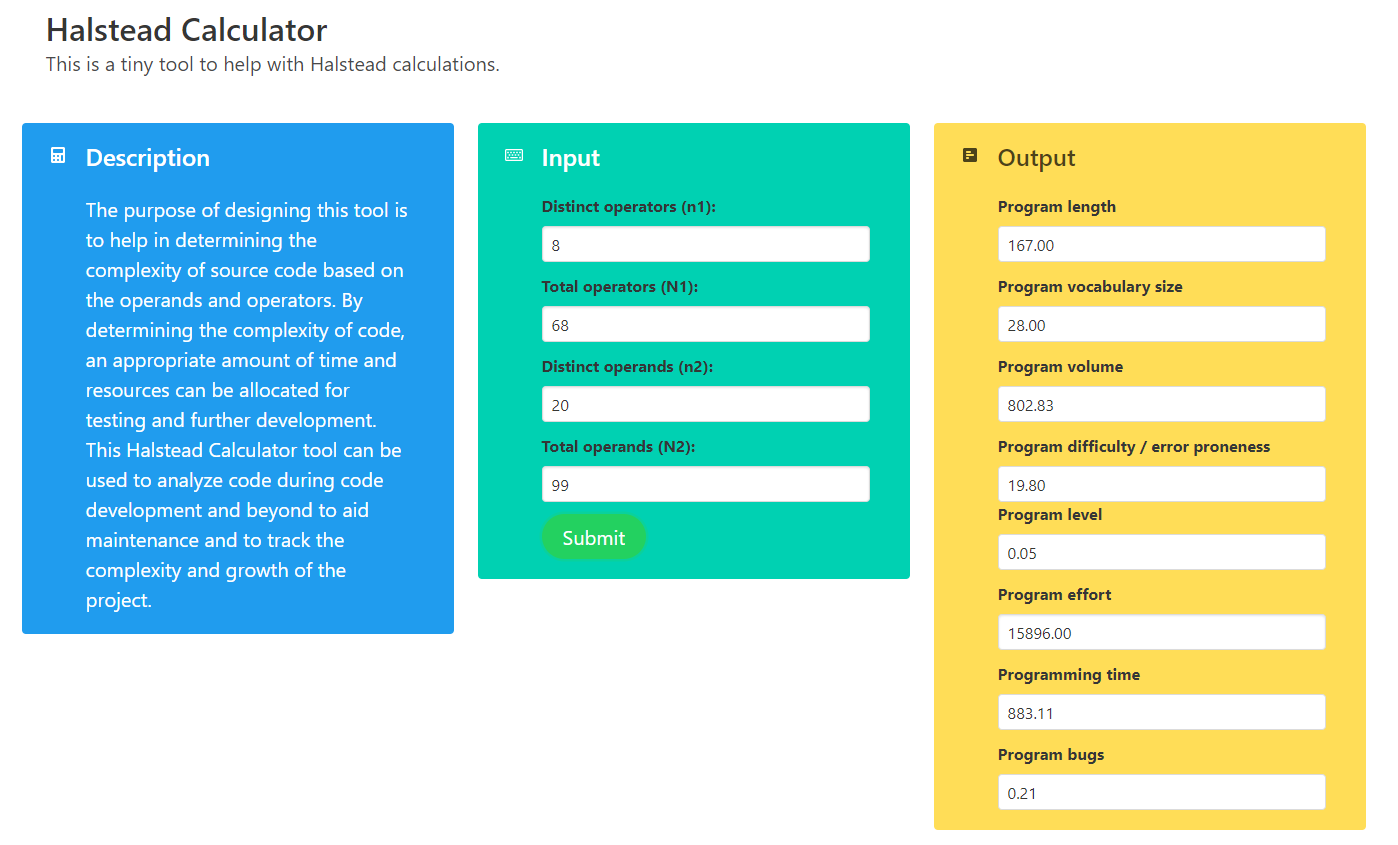 Halstead Calculator
This is a tiny tool to help with Halstead calculations.
Description
The purpose of designing this tool is
to help in determining the
complexity of source code based on
the operands and operators. By
determining the complexity of code,
an appropriate amount of time and
resources can be allocated for
testing and further development.
This Halstead Calculator tool can be
used to analyze code during code
development and beyond to aid
maintenance and to track the
complexity and growth of the
project.
Input
Distinct operators (n1):
8
Total operators (N1):
68
Distinct operands (n2):
20
Total operands (N2):
99
Submit
Output
Program length
167.00
Program vocabulary size
28.00
Program volume
802.83
Program difficulty / error proneness
19.80
Program level
0.05
Program effort
15896.00
Programming time
883.11
Program bugs
0.21